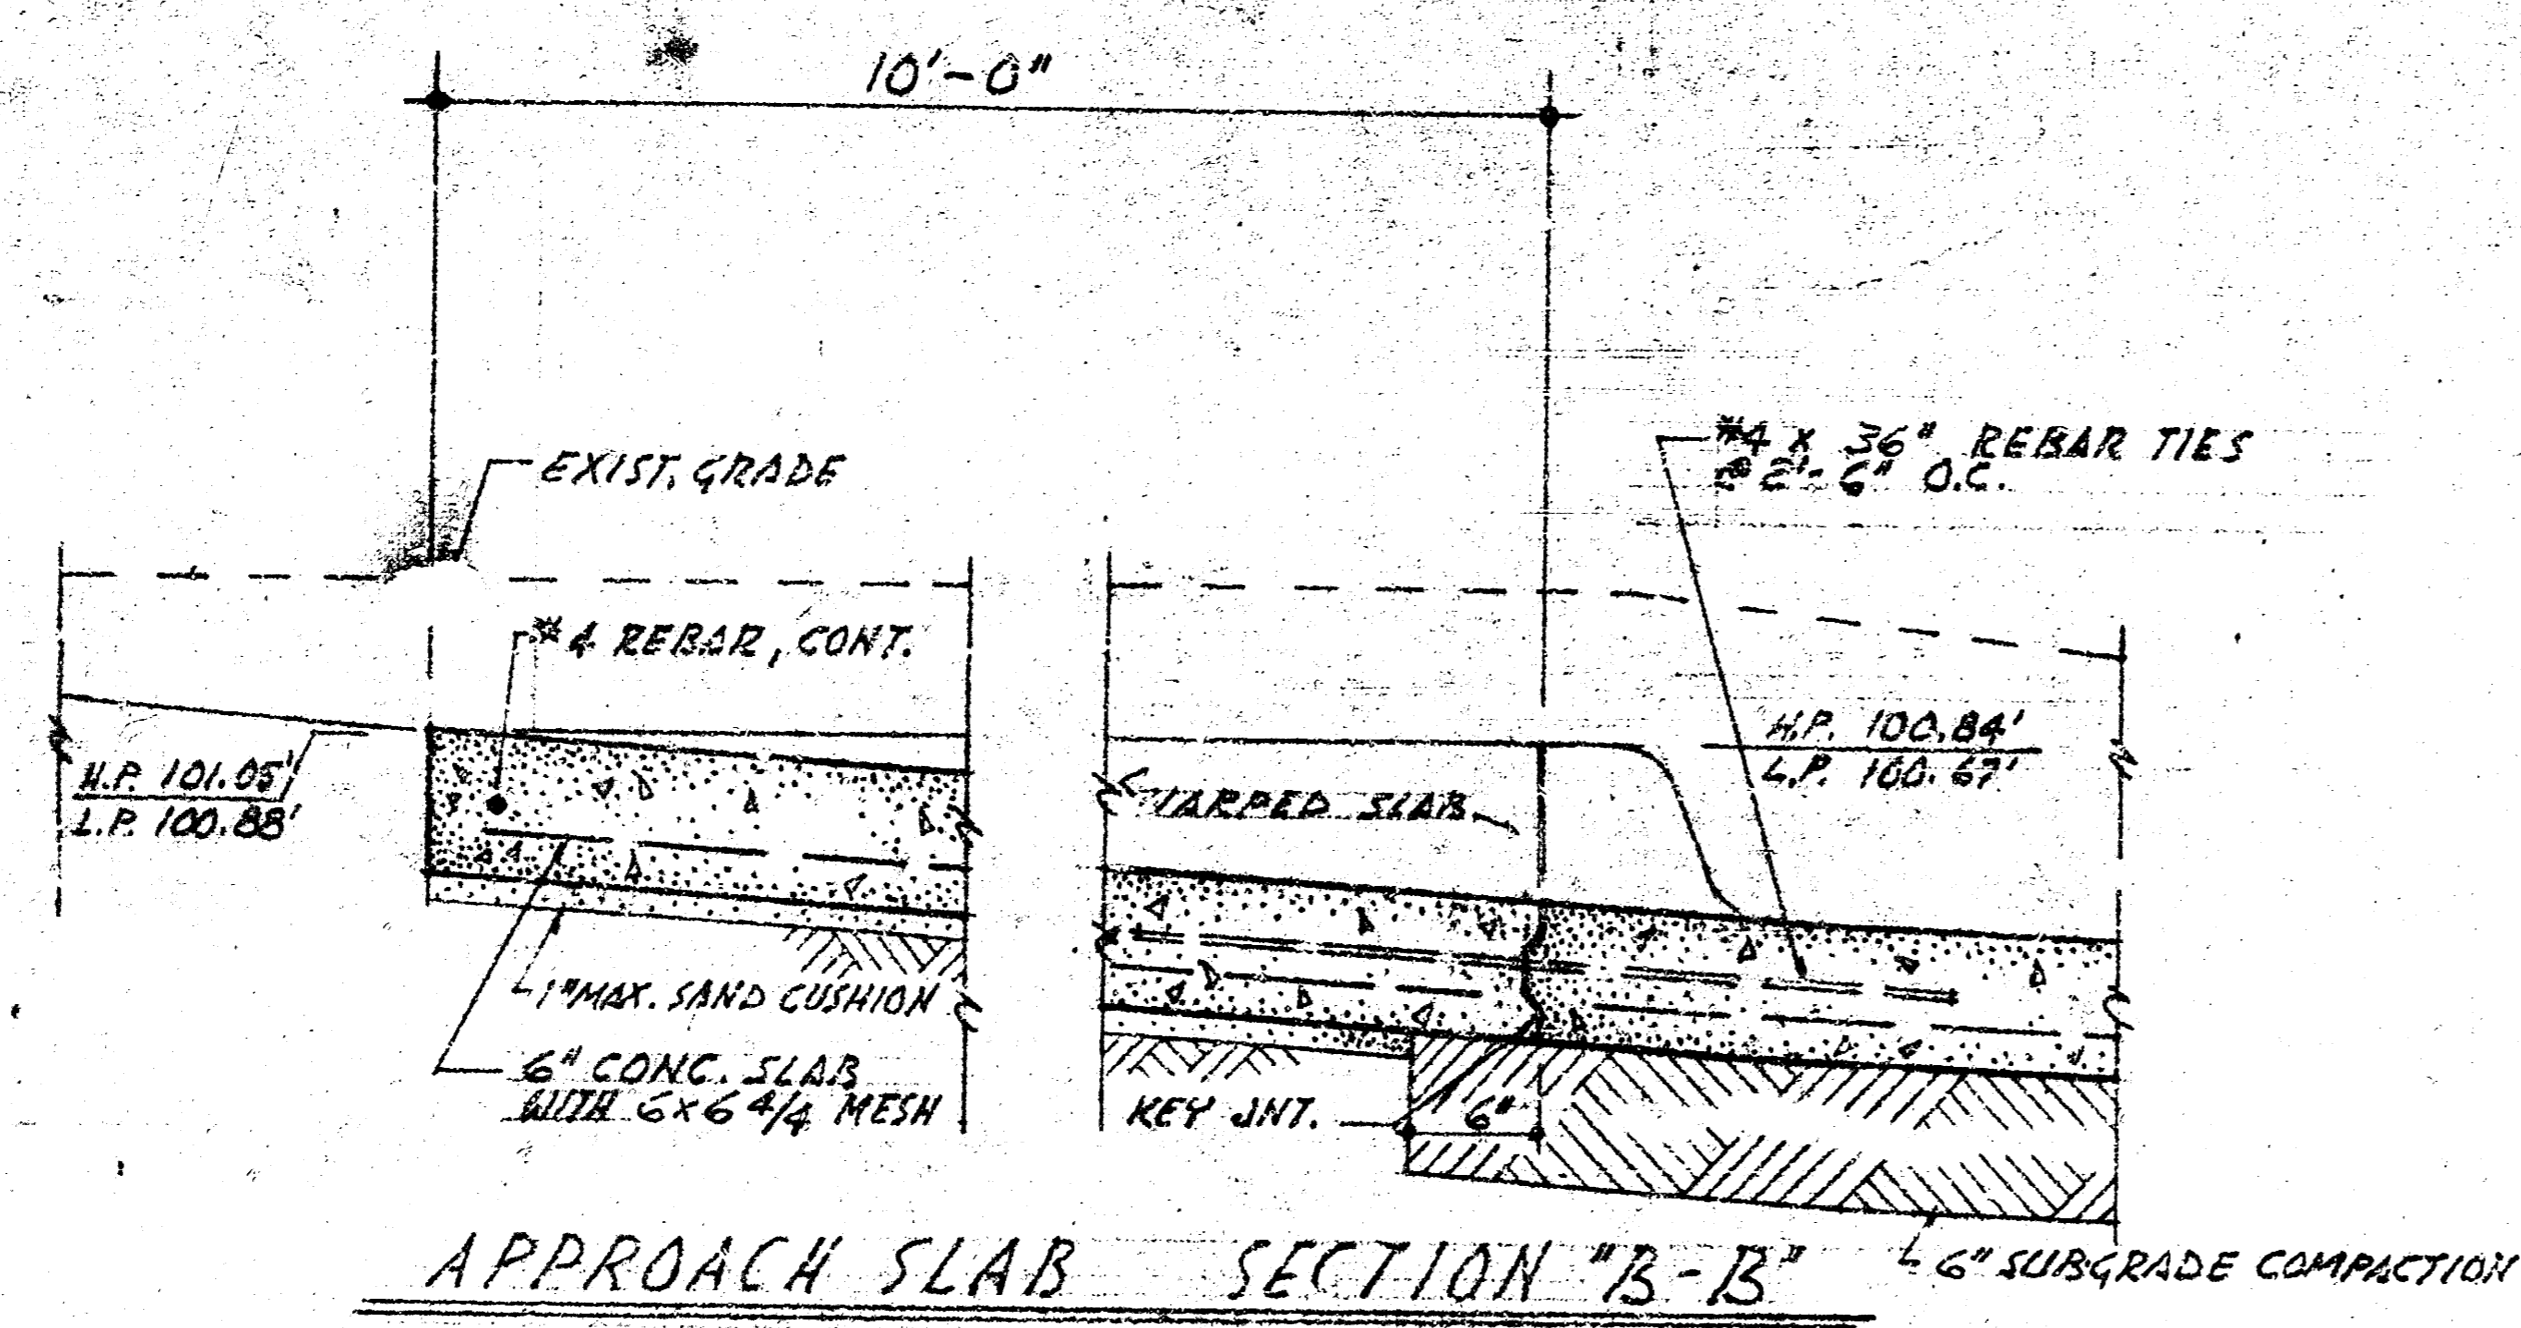 10'-0"
EXIST. GRADE
#4 X 36" REBAR TIES
@ 2'-6" O.C.
#4 REBAR, CONT.
H.P. 101.05'
L.P. 100.88'
H.P. 100.84'
L.P. 100.67'
WARPED SLAB
1" MAX. SAND CUSHION
6" CONC. SLAB
WITH 6X6 4/4 MESH
KEY JNT.
6"
APPROACH SLAB SECTION "B-B"
6" SUBGRADE COMPACTION